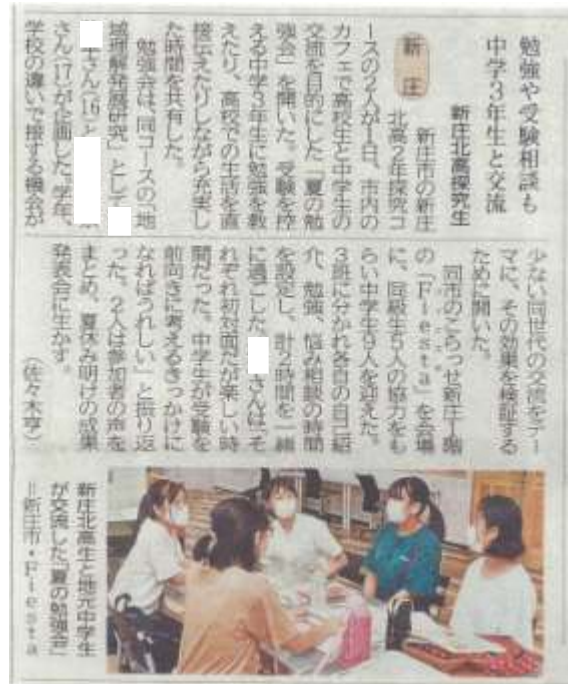 勉強や受験相談も
中学３年生と交流
新庄北高探究生
新庄
新庄市の新庄
北高２年探究コ
ースの２人が１日、市内の
カフェで高校生と中学生の
交流を目的にした「夏の勉
強会」を開いた。受験を控
える中学３年生に勉強を教
えたり、高校での生活を直
接伝えたりしながら充実し
た時間を共有した。
勉強会は、同コースの「地
域理解発展研究」として
さん(16)と
さん(17)が企画した。学年、
学校の違いで接する機会が
少ない同世代の交流をテー
マに、その効果を検証する
ために開いた。
同市のこらっせ新庄１階
の「Ｆｉｅｓｔａ」を会場
に、同級生５人の協力をも
らい中学生９人を迎えた。
３班に分かれ各自の自己紹
介、勉強、悩み相談の時間
を設定し、計２時間を一緒
に過ごした。さんは「そ
れぞれ初対面だが楽しい時
間だった。中学生が受験を
前向きに考えるきっかけに
なればうれしい」と振り返
った。２人は参加者の声を
まとめ、夏休み明けの成果
発表会に生かす。
（佐々木亨）
新庄北高生と地元中学生
が交流した「夏の勉強会」
＝新庄市・Ｆｉｅｓｔａ